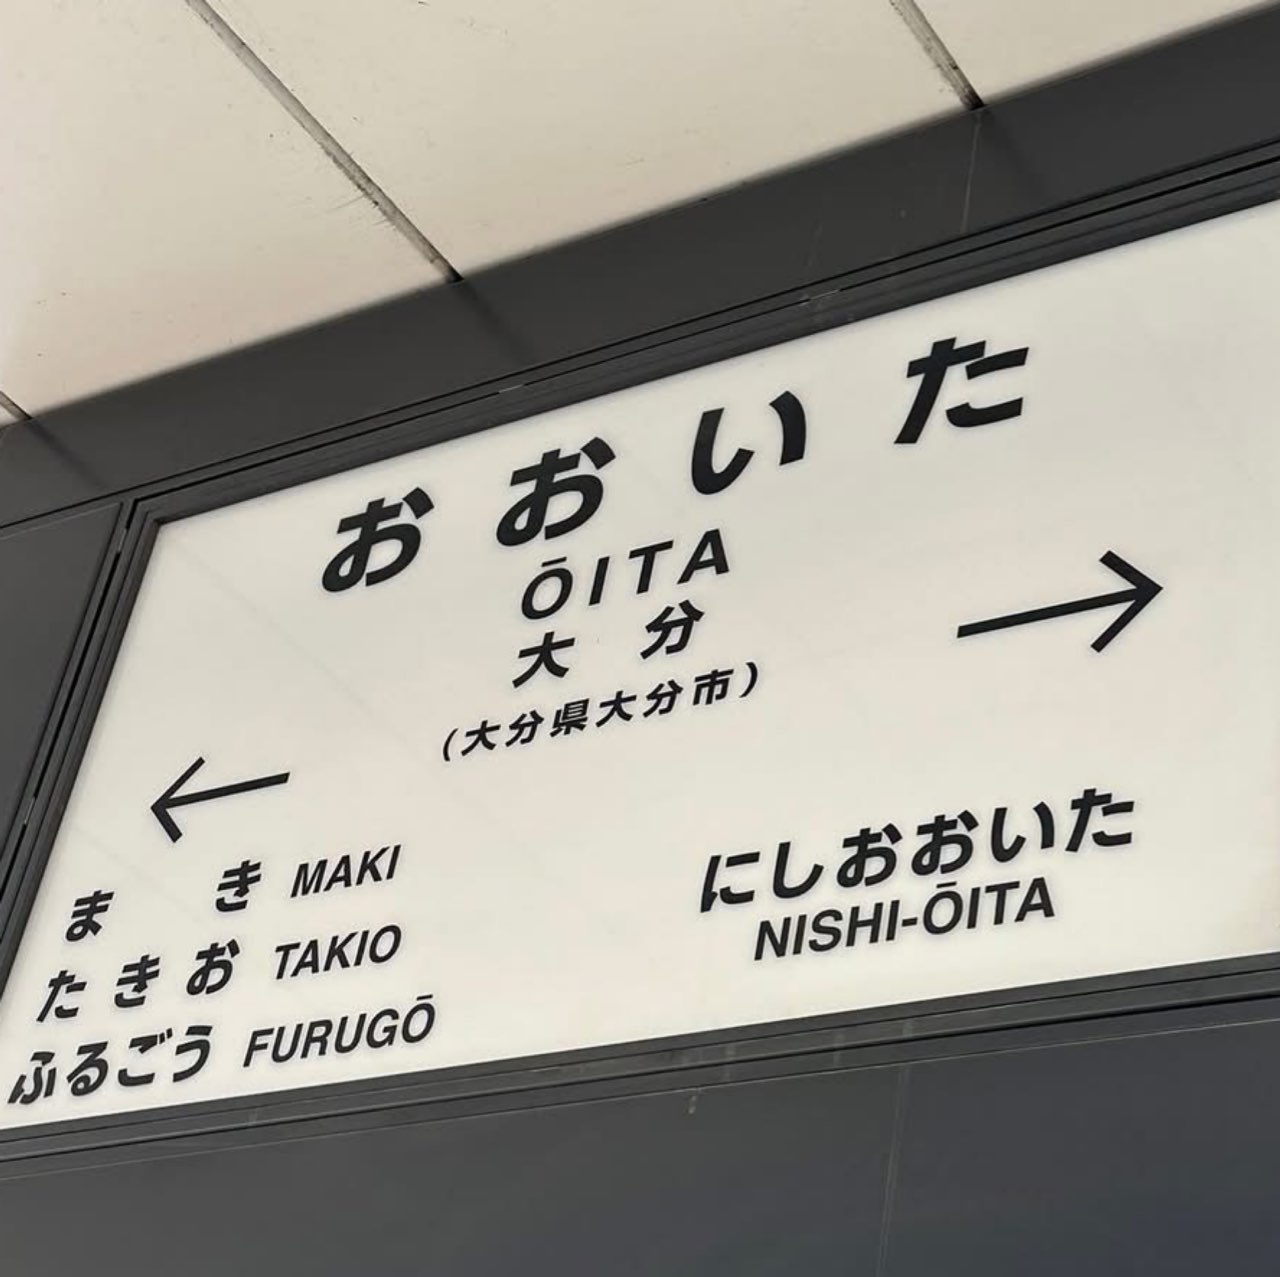 おおいた
ŌITA
大分
(大分県大分市)
→
←
まき MAKI
たきお TAKIO
ふるごう FURUGŌ
にしおおいた
NISHI-ŌITA